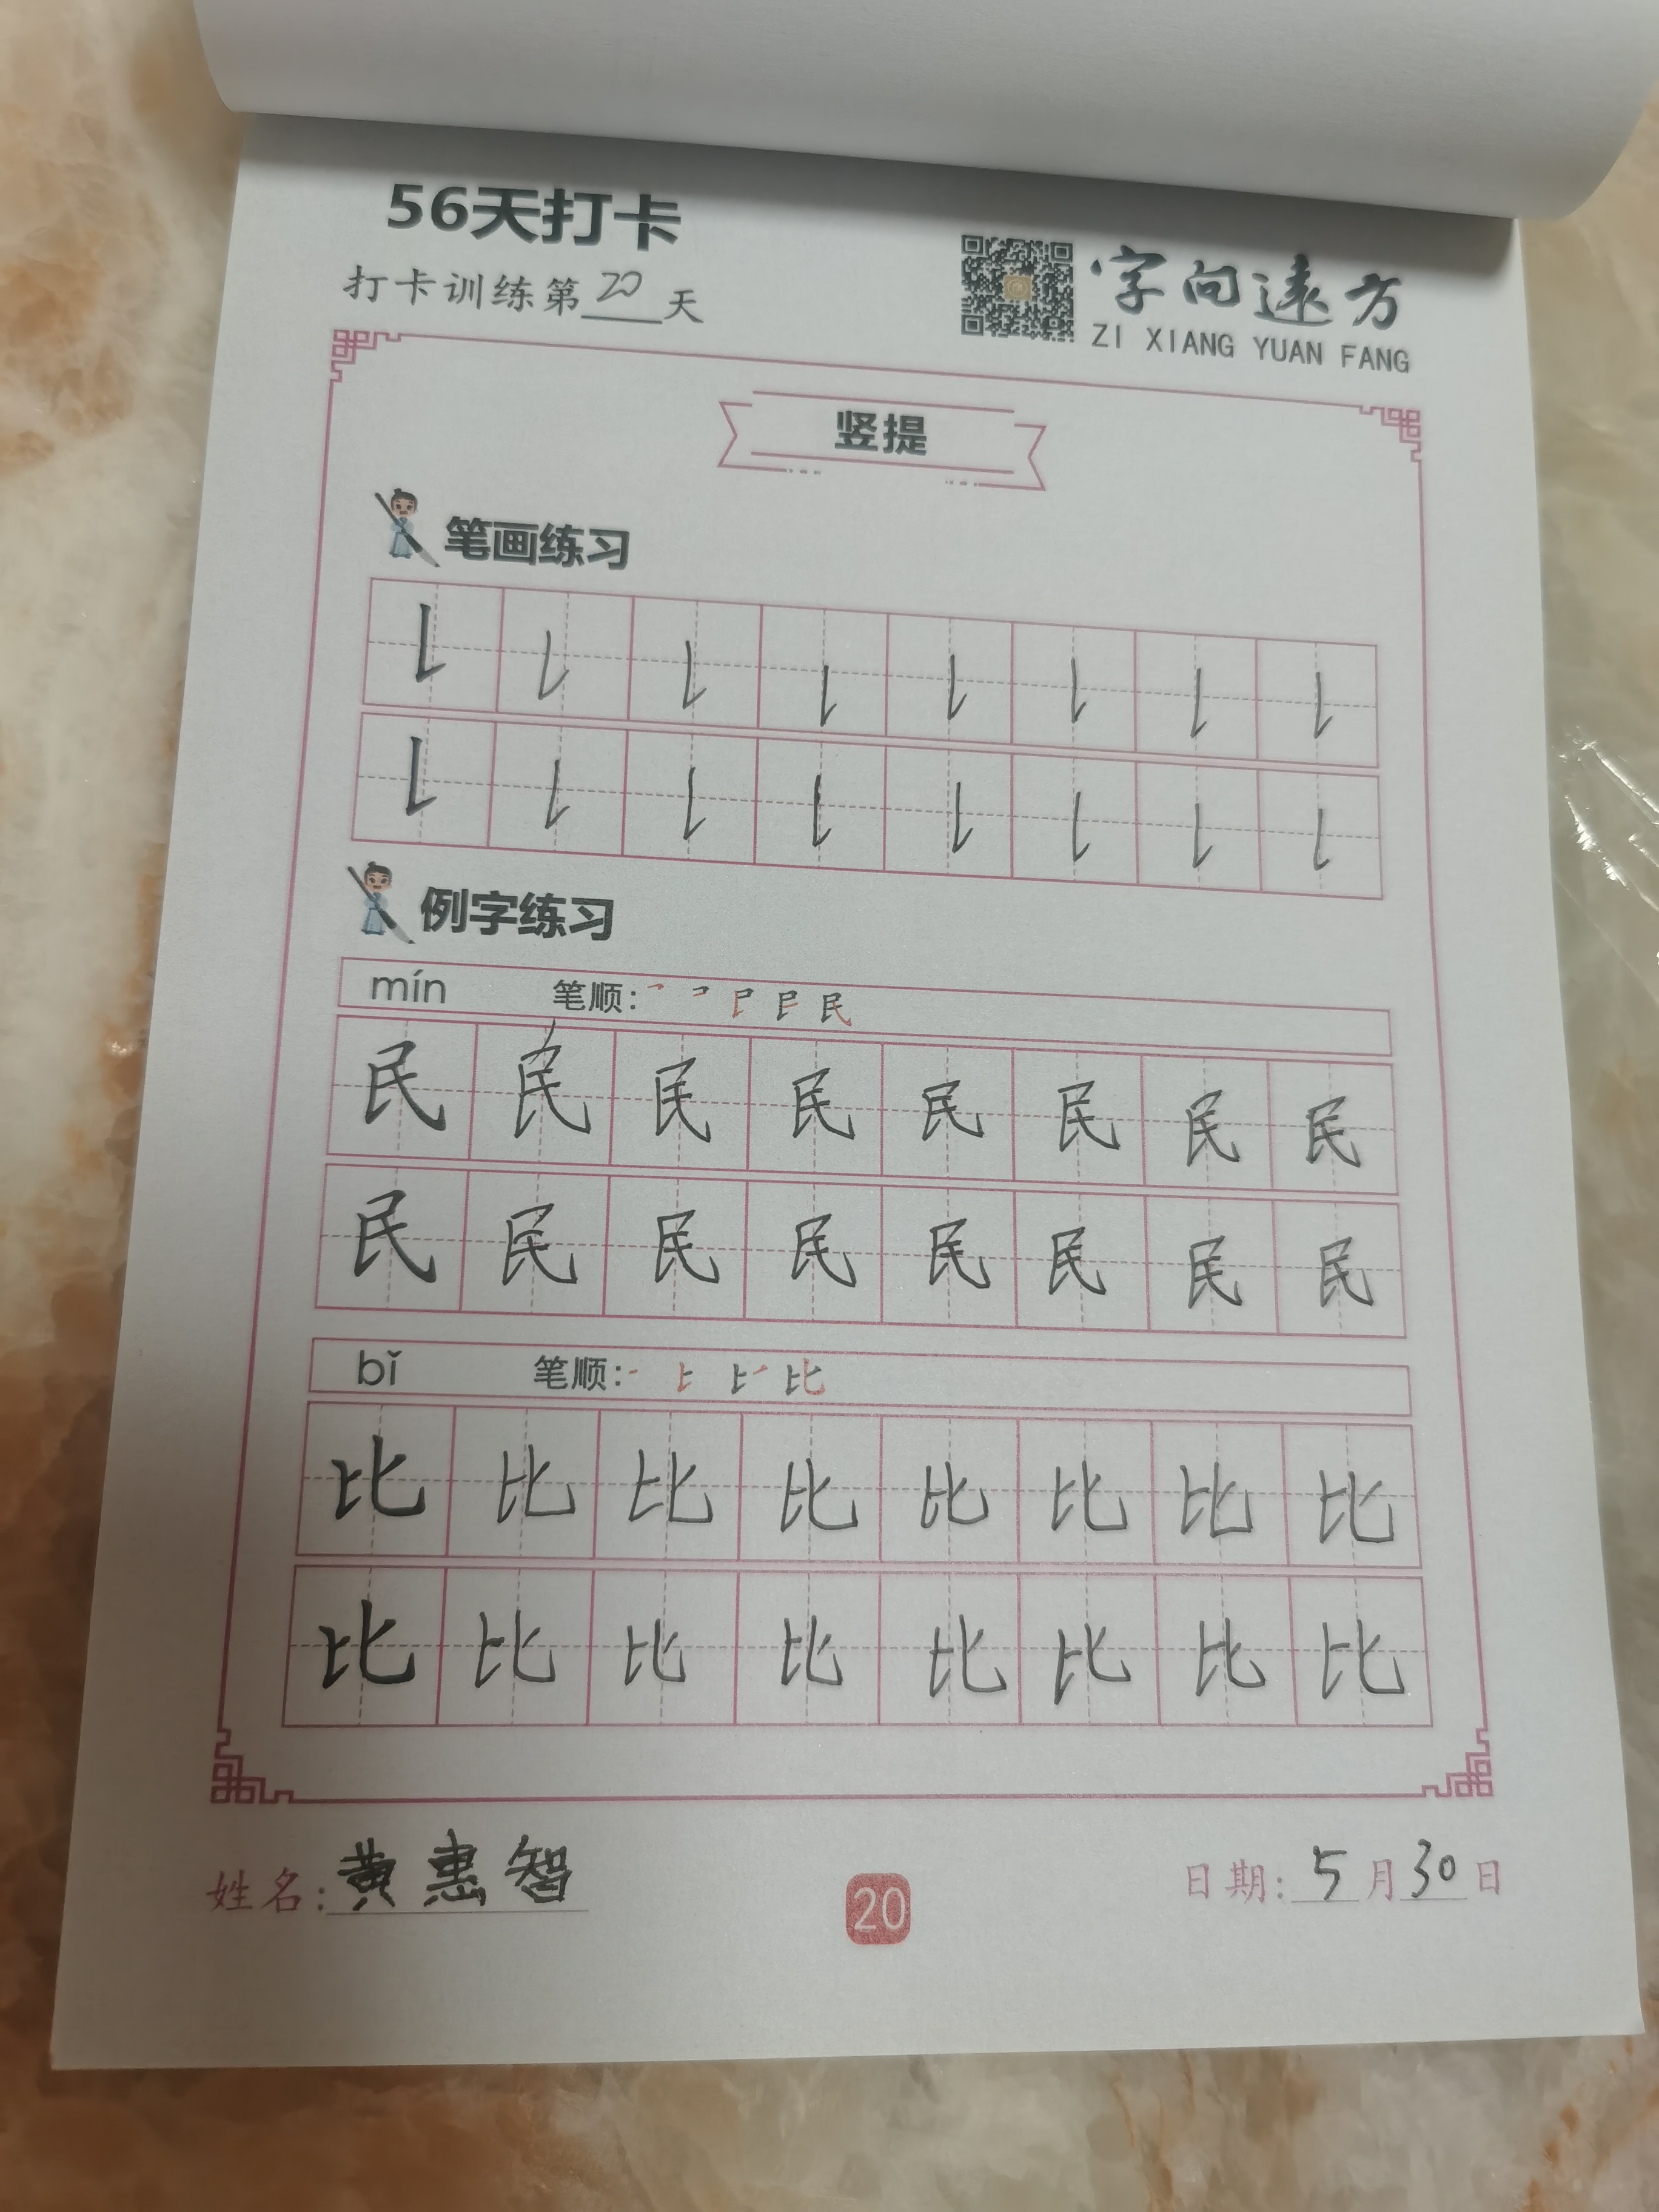 56天打卡
打卡训练第20天
字向远方
ZI XIANG YUAN FANG
竖提
笔画练习
例字练习
mín 笔顺:
民 民 民 民 民 民 民 民
民 民 民 民 民 民 民 民
bǐ 笔顺:
比 比 比 比 比 比 比 比
比 比 比 比 比 比 比 比
姓名:黄惠智
20
日期:5月30日